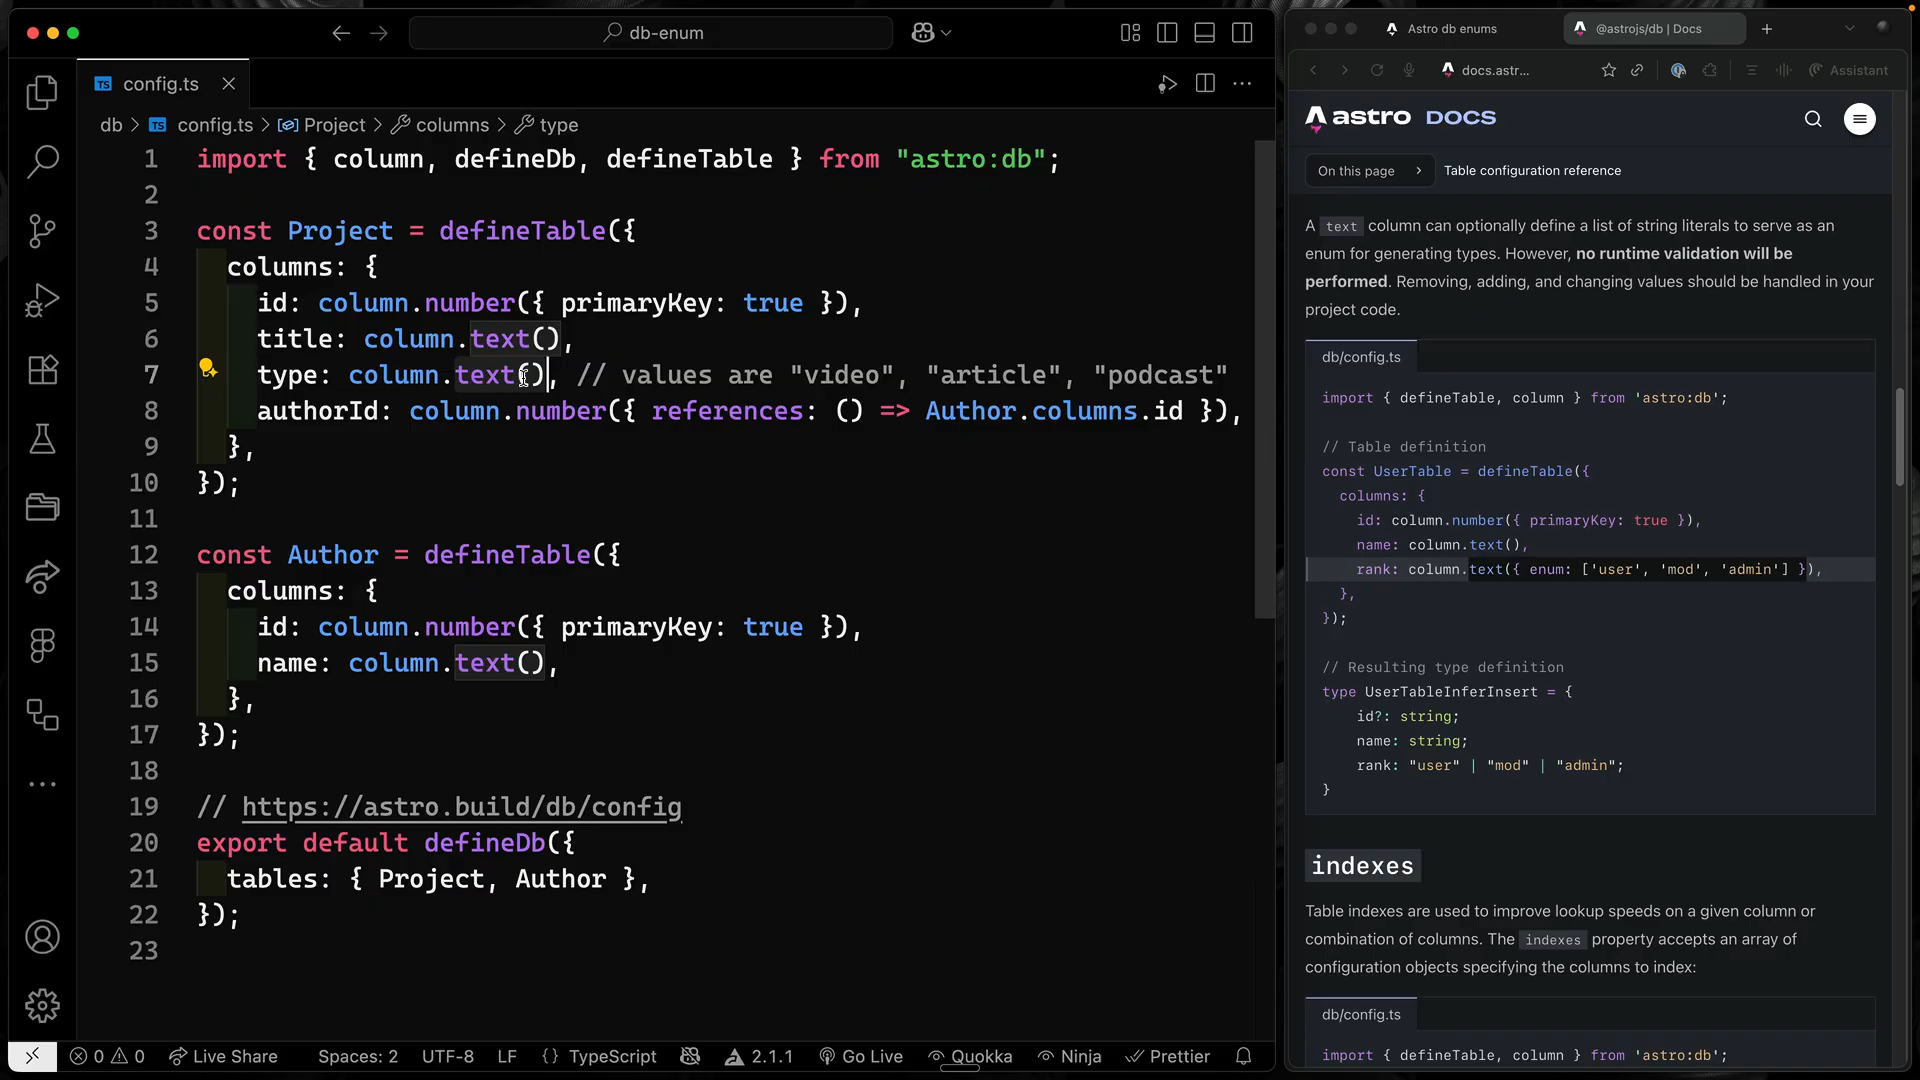 db-enum
TS config.ts
db > TS config.ts > Project > columns > type
1 import { column, defineDb, defineTable } from "astro:db";
2
3 const Project = defineTable({
4 columns: {
5 id: column.number({ primaryKey: true }),
6 title: column.text(),
7 type: column.text(), // values are "video", "article", "podcast"
8 authorId: column.number({ references: () => Author.columns.id }),
9 },
10 });
11
12 const Author = defineTable({
13 columns: {
14 id: column.number({ primaryKey: true }),
15 name: column.text(),
16 },
17 });
18
19 // https://astro.build/db/config
20 export default defineDb({
21 tables: { Project, Author },
22 });
23
0 0 Live Share Spaces: 2 UTF-8 LF {} TypeScript 2.1.1 Go Live Quokka Ninja Prettier
Astro db enums
@astrojs/db | Docs
docs.astr...
Assistant
astro DOCS
On this page
Table configuration reference
A text column can optionally define a list of string literals to serve as an
enum for generating types. However, no runtime validation will be
performed. Removing, adding, and changing values should be handled in your
project code.
db/config.ts
import { defineTable, column } from 'astro:db';
// Table definition
const UserTable = defineTable({
columns: {
id: column.number({ primaryKey: true }),
name: column.text(),
rank: column.text({ enum: ['user', 'mod', 'admin'] }),
},
});
// Resulting type definition
type UserTableInferInsert = {
id?: string;
name: string;
rank: "user" | "mod" | "admin";
}
indexes
Table indexes are used to improve lookup speeds on a given column or
combination of columns. The indexes property accepts an array of
configuration objects specifying the columns to index:
db/config.ts
import { defineTable, column } from 'astro:db';